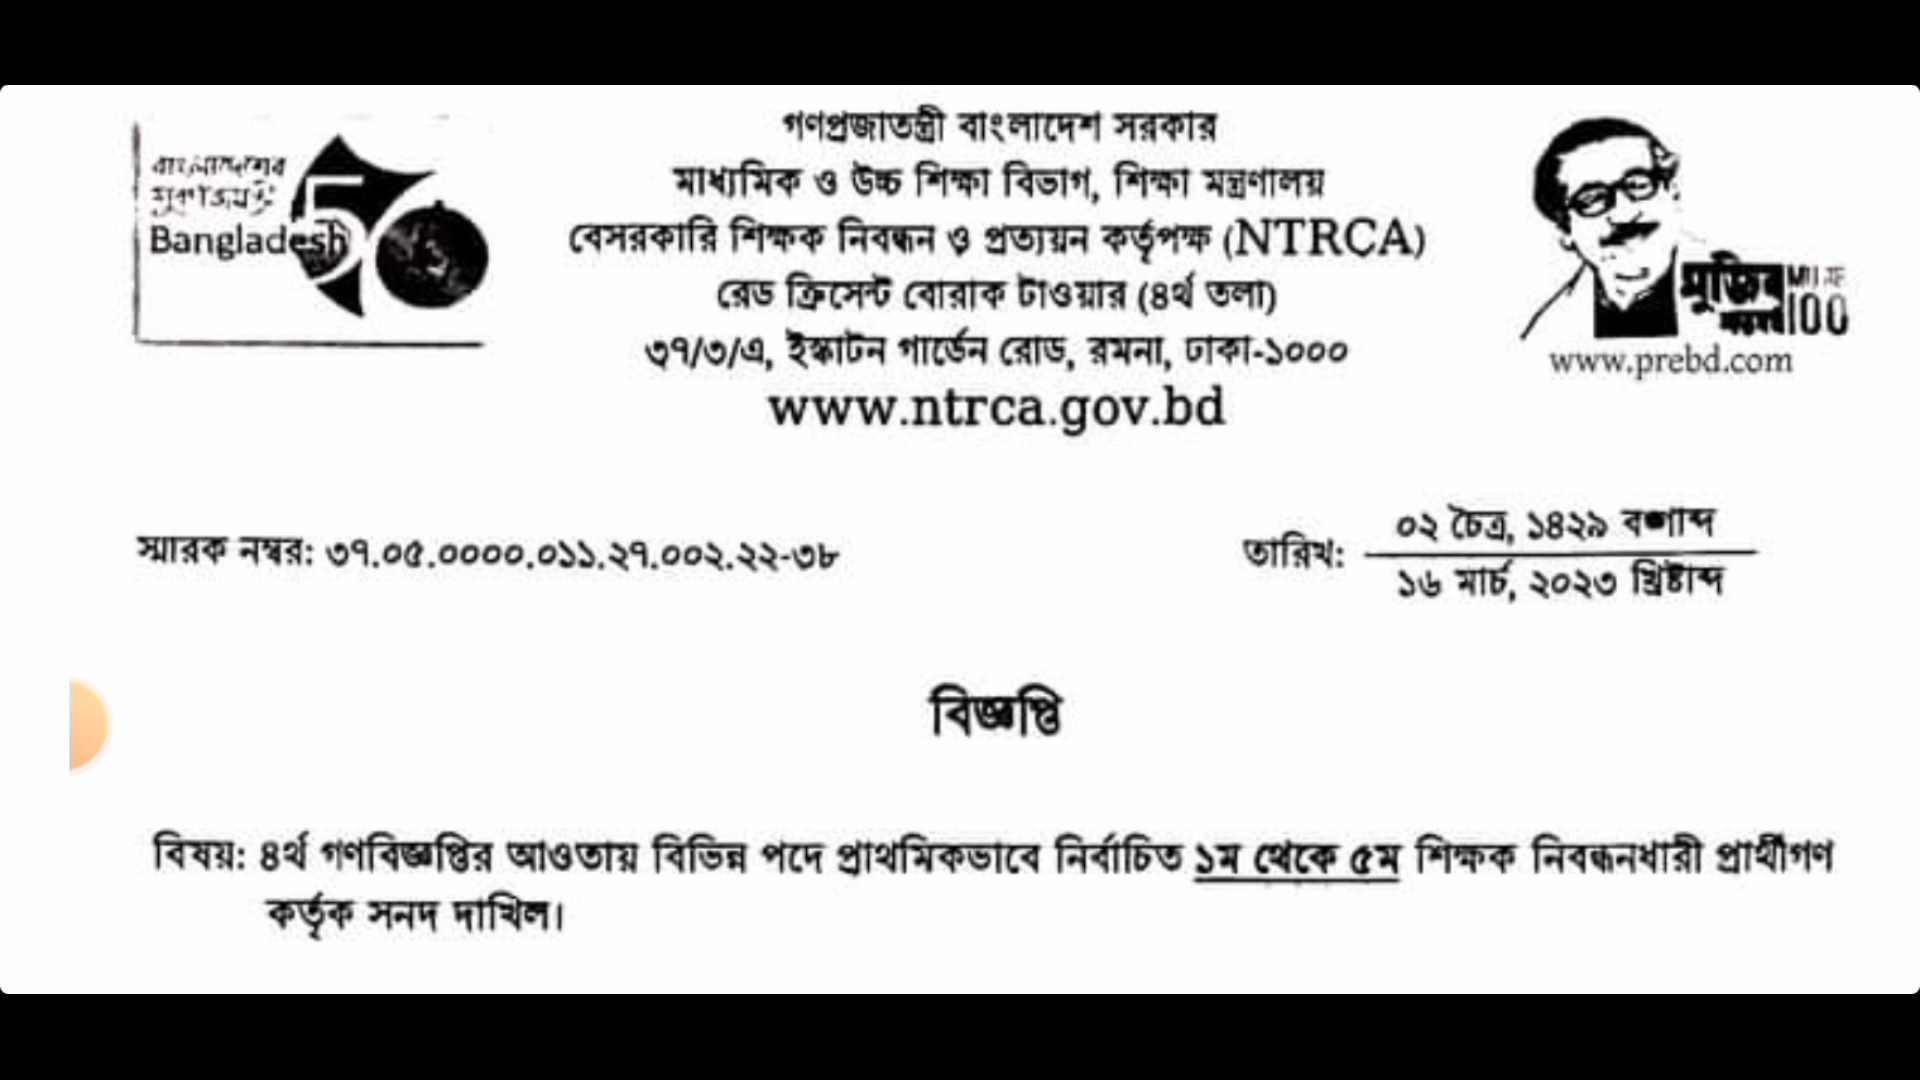 বাংলাদেশের
সুবর্ণজয়ন্তী
Bangladesh
50
গণপ্রজাতন্ত্রী বাংলাদেশ সরকার
মাধ্যমিক ও উচ্চ শিক্ষা বিভাগ, শিক্ষা মন্ত্রণালয়
বেসরকারি শিক্ষক নিবন্ধন ও প্রত্যয়ন কর্তৃপক্ষ (NTRCA)
রেড ক্রিসেন্ট বোরাক টাওয়ার (৪র্থ তলা)
৩৭/৩/এ, ইস্কাটন গার্ডেন রোড, রমনা, ঢাকা-১০০০
www.ntrca.gov.bd
মুজিব
100
www.prebd.com
স্মারক নম্বর: ৩৭.০৫.০০০০.০১১.২৭.০০২.২২-৩৮
তারিখ:
০২ চৈত্র, ১৪২৯ বঙ্গাব্দ
১৬ মার্চ, ২০২৩ খ্রিষ্টাব্দ
বিজ্ঞপ্তি
বিষয়: ৪র্থ গণবিজ্ঞপ্তির আওতায় বিভিন্ন পদে প্রাথমিকভাবে নির্বাচিত ১ম থেকে ৫ম শিক্ষক নিবন্ধনধারী প্রার্থীগণ
কর্তৃক সনদ দাখিল।